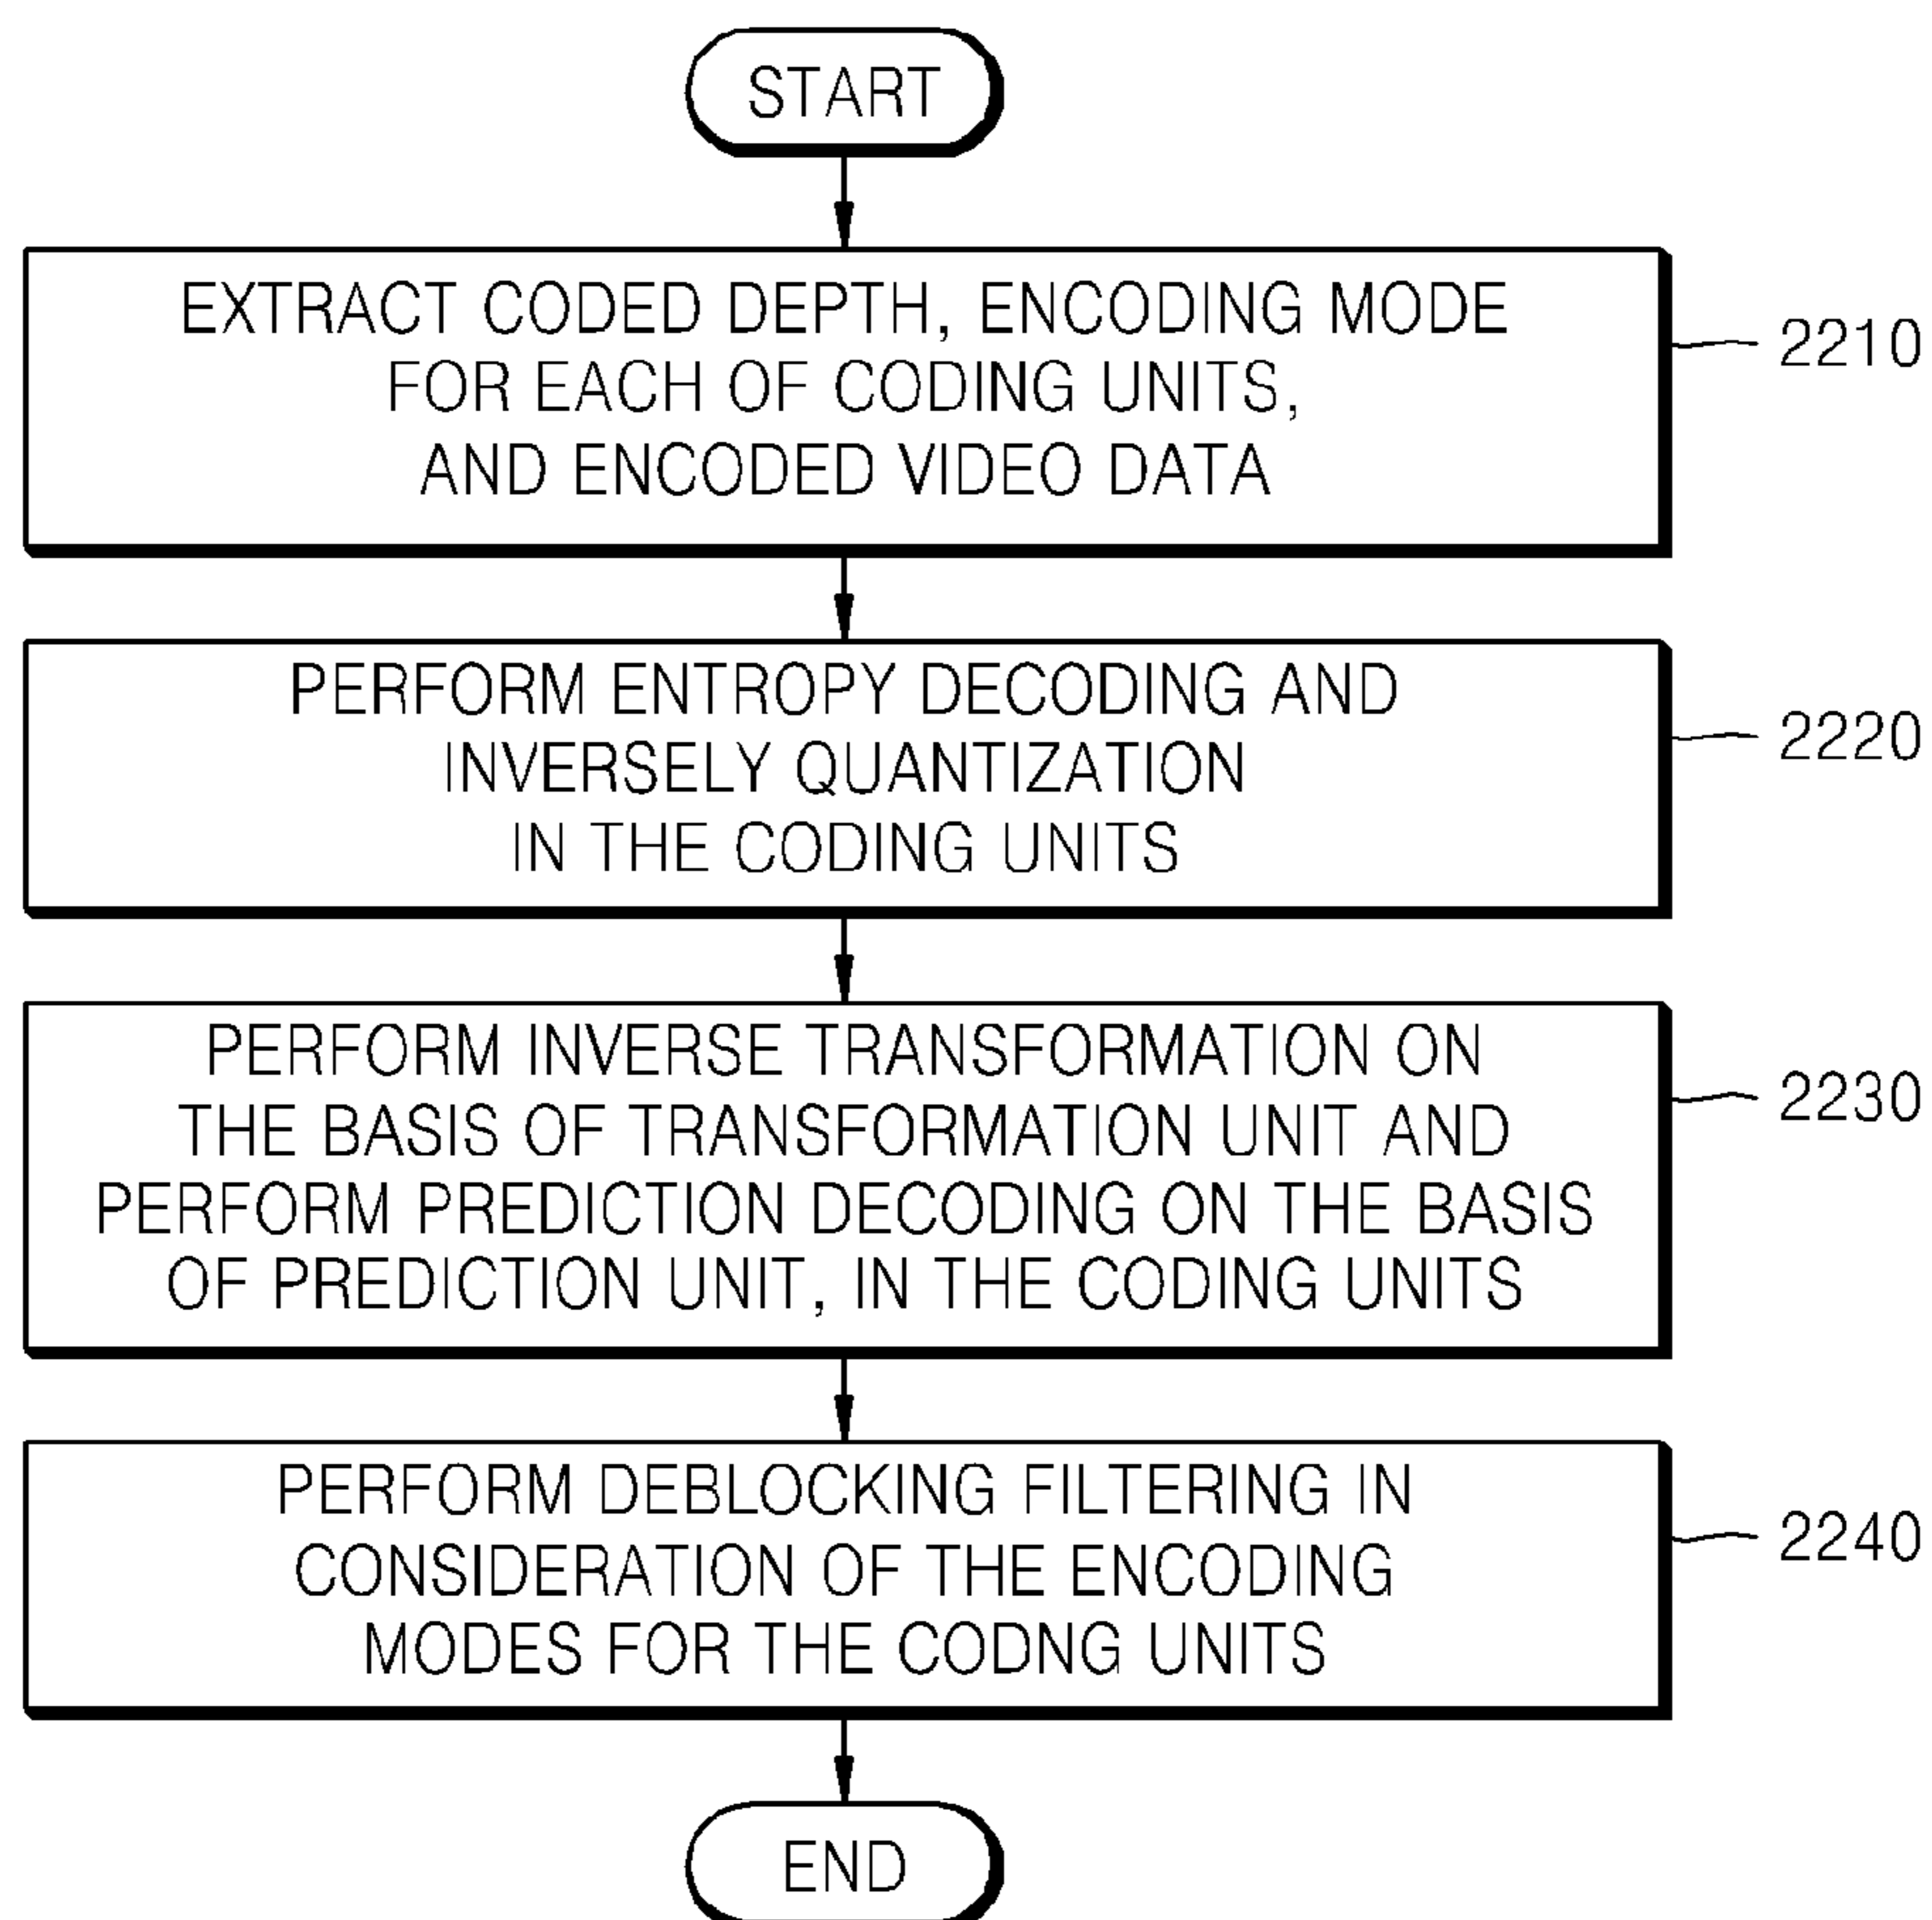 START
EXTRACT CODED DEPTH, ENCODING MODE
FOR EACH OF CODING UNITS,
AND ENCODED VIDEO DATA
2210
PERFORM ENTROPY DECODING AND
INVERSELY QUANTIZATION
IN THE CODING UNITS
2220
PERFORM INVERSE TRANSFORMATION ON
THE BASIS OF TRANSFORMATION UNIT AND
PERFORM PREDICTION DECODING ON THE BASIS
OF PREDICTION UNIT, IN THE CODING UNITS
2230
PERFORM DEBLOCKING FILTERING IN
CONSIDERATION OF THE ENCODING
MODES FOR THE CODNG UNITS
2240
END